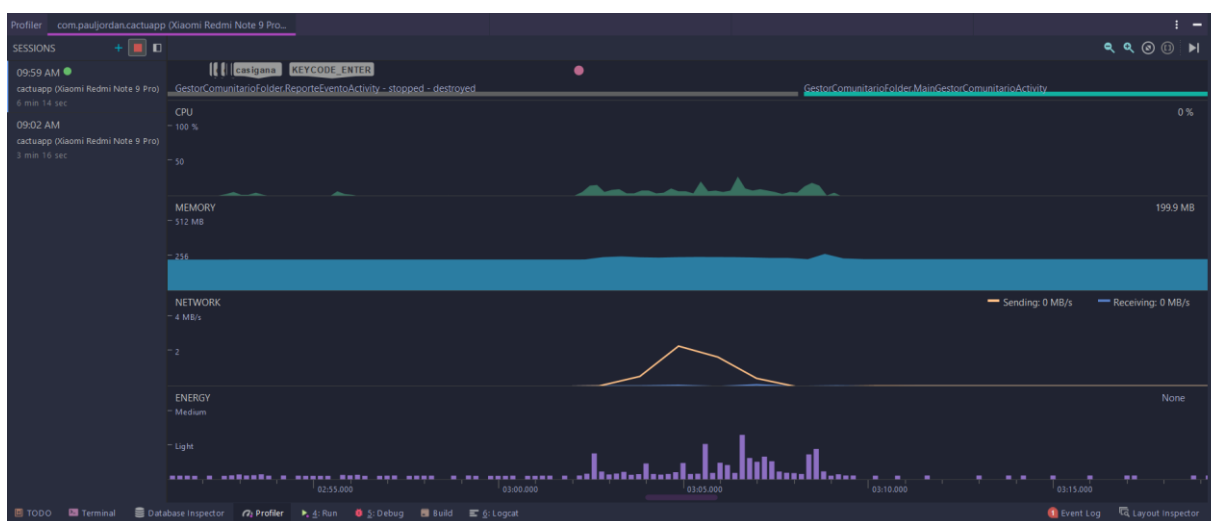 Profiler com.pauljordan.cactuapp (Xiaomi Redmi Note 9 Pro...
SESSIONS
09:59 AM
cactuapp (Xiaomi Redmi Note 9 Pro)
6 min 14 sec
09:02 AM
cactuapp (Xiaomi Redmi Note 9 Pro)
3 min 16 sec
casigana KEYCODE_ENTER
GestorComunitarioFolder.ReporteEventoActivity - stopped - destroyed GestorComunitarioFolder.MainGestorComunitarioActivity
CPU 0 %
100 %
50
MEMORY 199.9 MB
512 MB
256
NETWORK Sending: 0 MB/s Receiving: 0 MB/s
4 MB/s
2
ENERGY None
Medium
Light
02:55.000 03:00.000 03:05.000 03:10.000 03:15.000
TODO Terminal Database Inspector Profiler 4: Run 5: Debug Build 6: Logcat 1 Event Log Layout Inspector